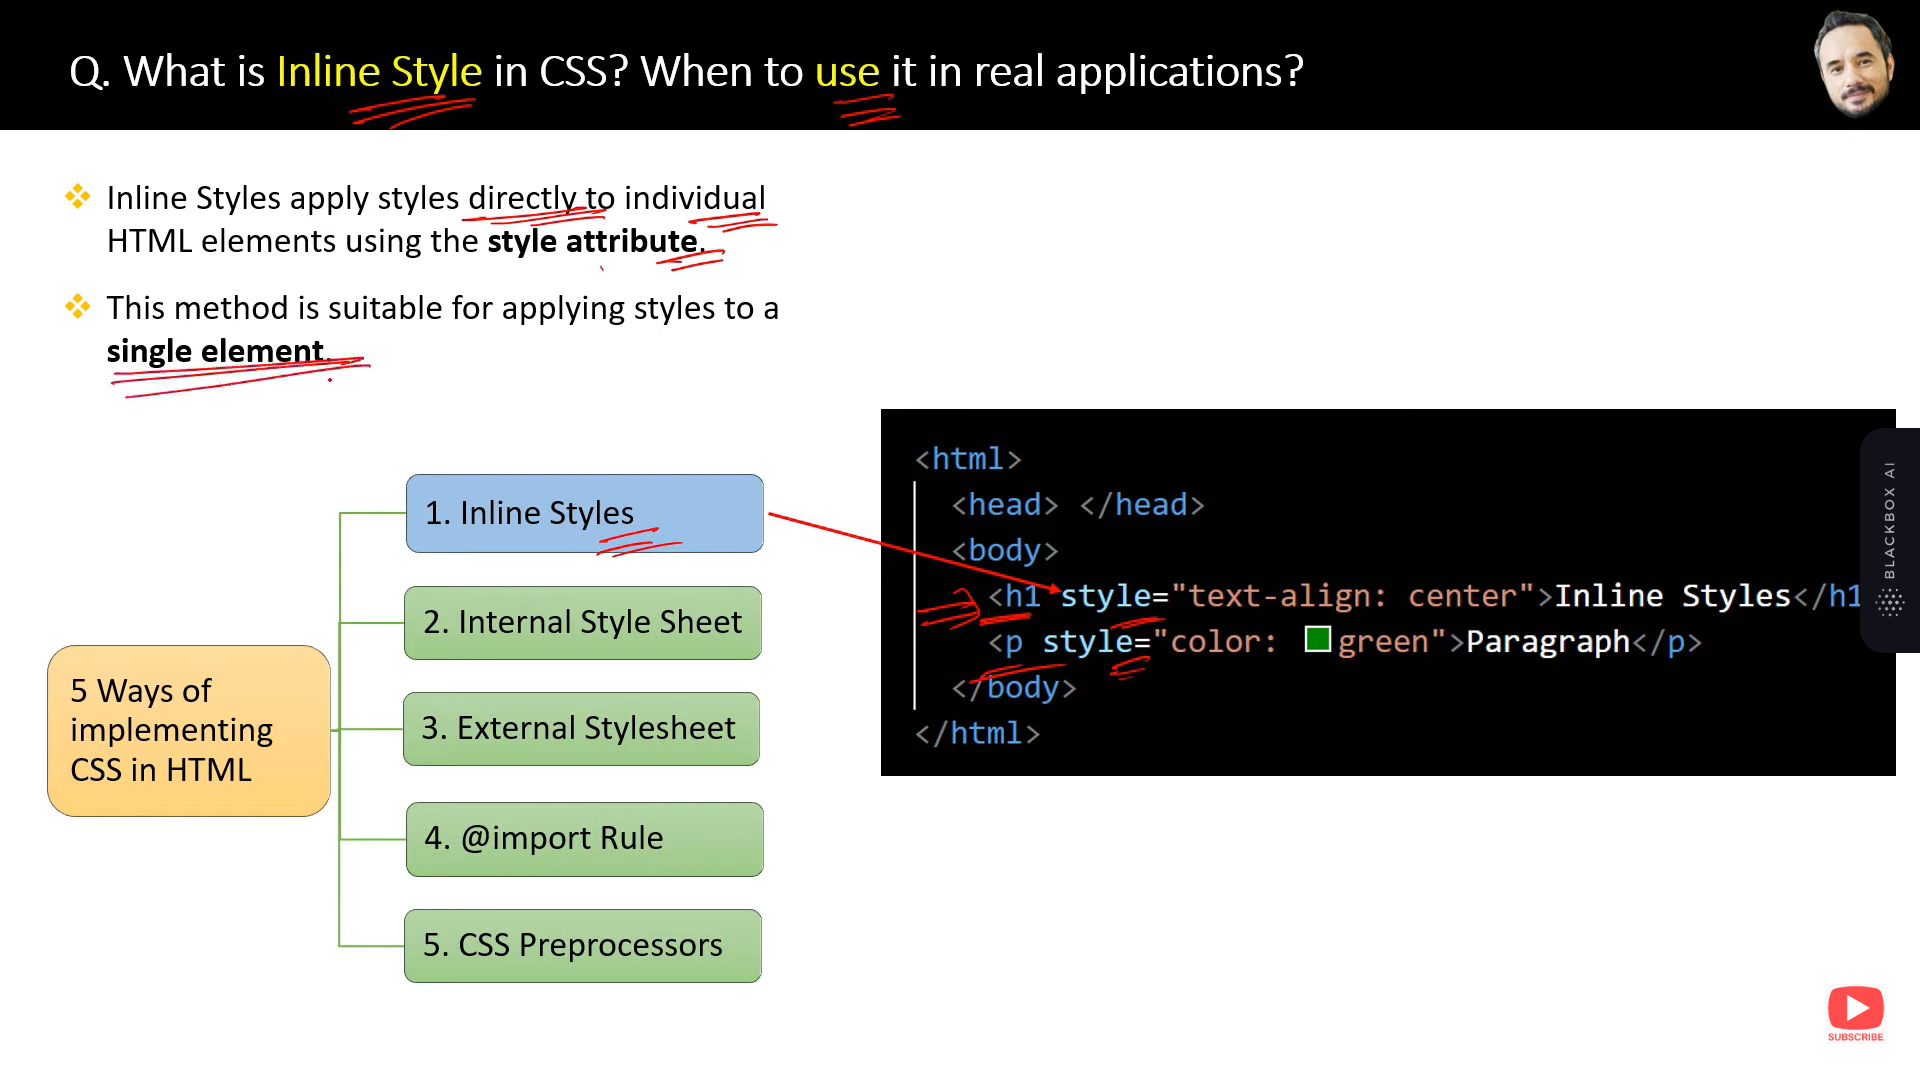 Q. What is Inline Style in CSS? When to use it in real applications?
Inline Styles apply styles directly to individual
HTML elements using the style attribute.
This method is suitable for applying styles to a
single element.
5 Ways of
implementing
CSS in HTML
1. Inline Styles
2. Internal Style Sheet
3. External Stylesheet
4. @import Rule
5. CSS Preprocessors
<html>
<head> </head>
<body>
<h1 style="text-align: center">Inline Styles</h1
<p style="color: green">Paragraph</p>
</body>
</html>
BLACKBOX AI
SUBSCRIBE